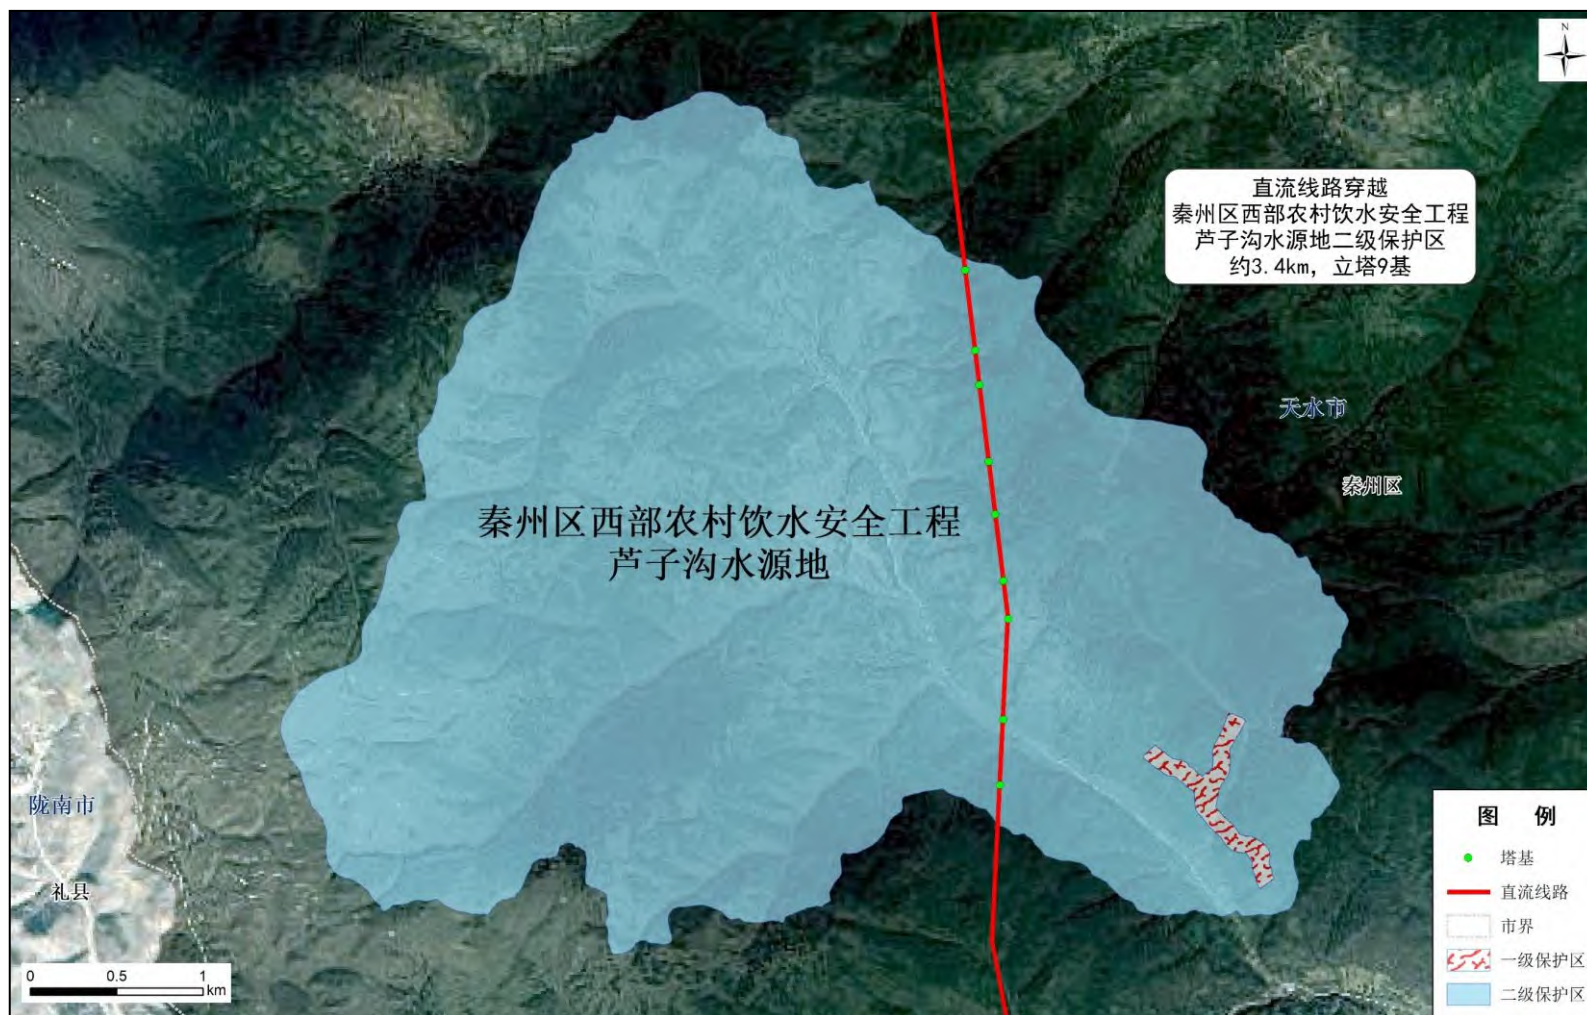 N
直流线路穿越
秦州区西部农村饮水安全工程
芦子沟水源地二级保护区
约3.4km，立塔9基
天水市
秦州区
秦州区西部农村饮水安全工程
芦子沟水源地
陇南市
礼县
图 例
塔基
直流线路
市界
一级保护区
二级保护区
0 0.5 1
km